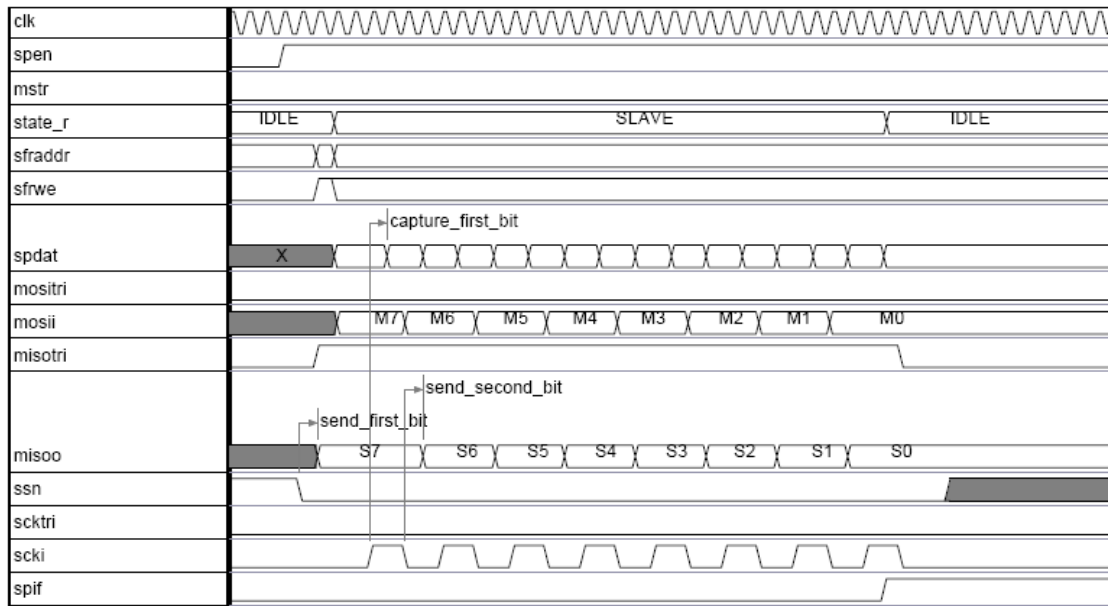 clk
spen
mstr
state_r IDLE SLAVE IDLE
sfraddr
sfrwe
capture_first_bit
spdat X
mositri
mosii M7 M6 M5 M4 M3 M2 M1 M0
misotri
send_second_bit
send_first_bit
misoo S7 S6 S5 S4 S3 S2 S1 S0
ssn
scktri
scki
spif